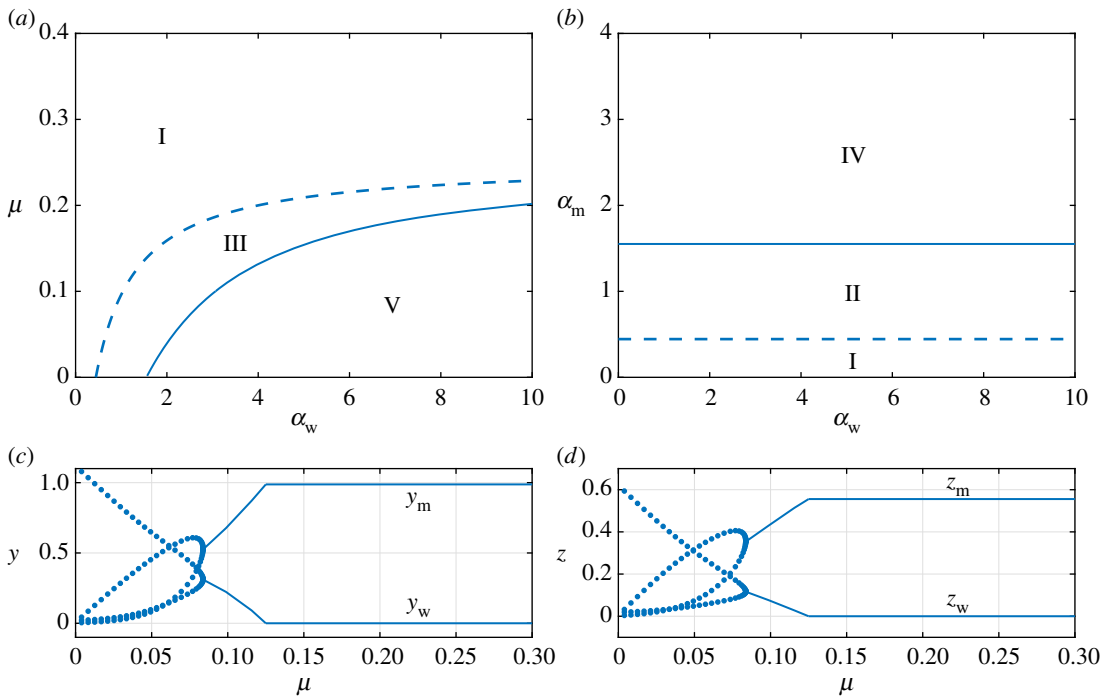 (a)
0.4
0.3
μ
0.2
0.1
0
I
III
V
0 2 4 6 8 10
α_w
(b)
4
3
α_m
2
1
0
IV
II
I
0 2 4 6 8 10
α_w
(c)
1.0
y
0.5
0
y_m
y_w
0 0.05 0.10 0.15 0.20 0.25 0.30
μ
(d)
0.6
0.4
z
0.2
0
z_m
z_w
0 0.05 0.10 0.15 0.20 0.25 0.30
μ